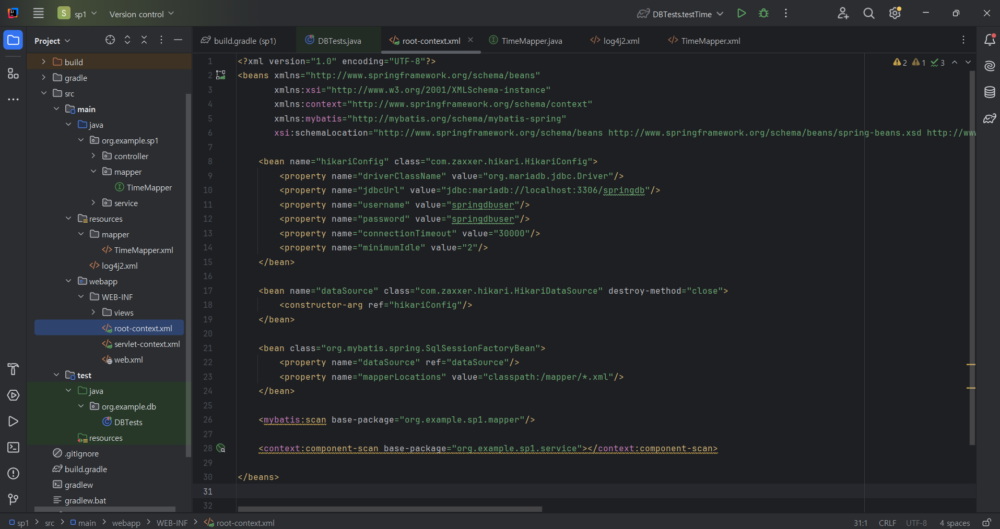 S sp1 Version control DBTests.testTime
Project
build.gradle (sp1) DBTests.java root-context.xml TimeMapper.java log4j2.xml TimeMapper.xml
build
gradle
src
main
java
org.example.sp1
controller
mapper
TimeMapper
service
resources
mapper
TimeMapper.xml
log4j2.xml
webapp
WEB-INF
views
root-context.xml
servlet-context.xml
web.xml
test
java
org.example.db
DBTests
resources
.gitignore
build.gradle
gradlew
gradlew.bat
2 1 3
1 <?xml version="1.0" encoding="UTF-8"?>
2 <beans xmlns="http://www.springframework.org/schema/beans"
3 xmlns:xsi="http://www.w3.org/2001/XMLSchema-instance"
4 xmlns:context="http://www.springframework.org/schema/context"
5 xmlns:mybatis="http://mybatis.org/schema/mybatis-spring"
6 xsi:schemaLocation="http://www.springframework.org/schema/beans http://www.springframework.org/schema/beans/spring-beans.xsd http://ww
7
8 <bean name="hikariConfig" class="com.zaxxer.hikari.HikariConfig">
9 <property name="driverClassName" value="org.mariadb.jdbc.Driver"/>
10 <property name="jdbcUrl" value="jdbc:mariadb://localhost:3306/springdb"/>
11 <property name="username" value="springdbuser"/>
12 <property name="password" value="springdbuser"/>
13 <property name="connectionTimeout" value="30000"/>
14 <property name="minimumIdle" value="2"/>
15 </bean>
16
17 <bean name="dataSource" class="com.zaxxer.hikari.HikariDataSource" destroy-method="close">
18 <constructor-arg ref="hikariConfig"/>
19 </bean>
20
21 <bean class="org.mybatis.spring.SqlSessionFactoryBean">
22 <property name="dataSource" ref="dataSource"/>
23 <property name="mapperLocations" value="classpath:/mapper/*.xml"/>
24 </bean>
25
26 <mybatis:scan base-package="org.example.sp1.mapper"/>
27
28 <context:component-scan base-package="org.example.sp1.service"></context:component-scan>
29
30 </beans>
31
32
sp1 src main webapp WEB-INF root-context.xml 31:1 CRLF UTF-8 4 spaces